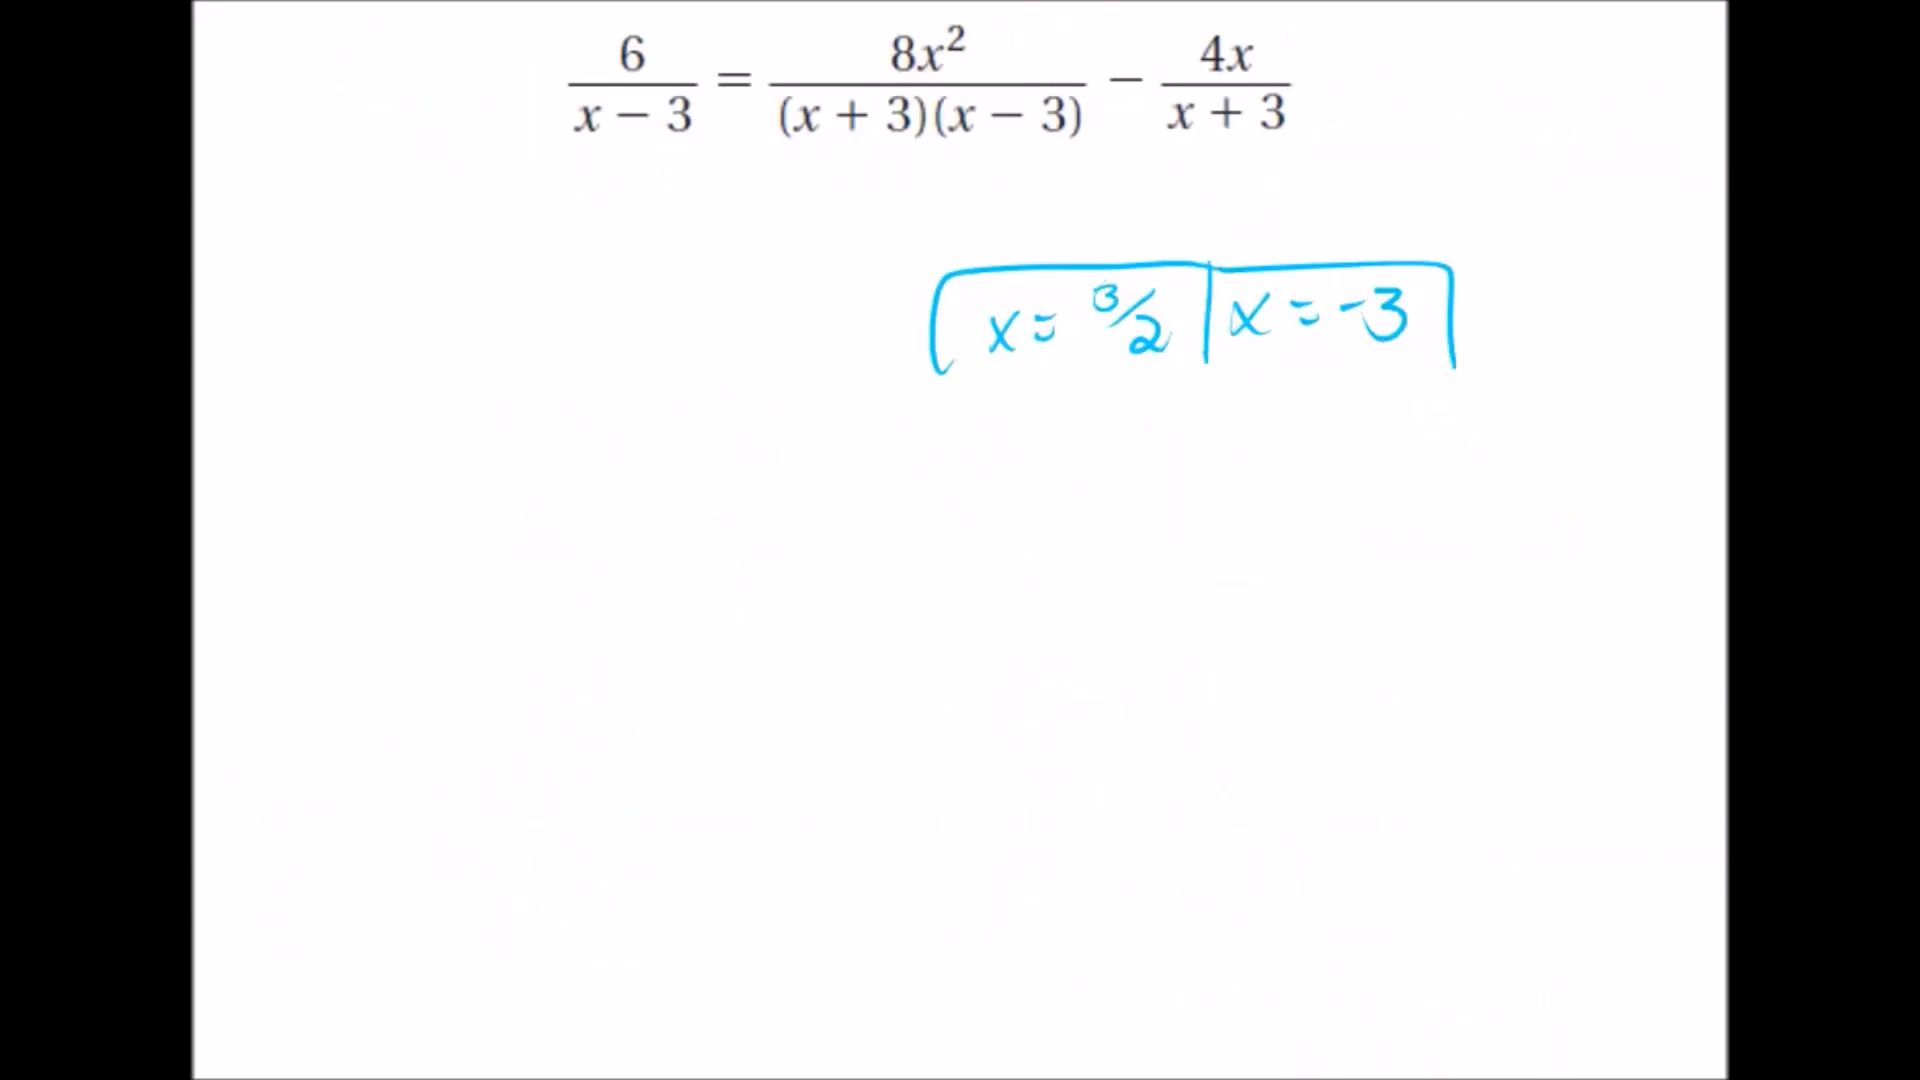 6/(x − 3) = 8x²/((x + 3)(x − 3)) − 4x/(x + 3)
x = 3/2 | x = -3